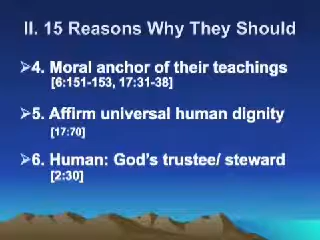 II. 15 Reasons Why They Should
➢4. Moral anchor of their teachings
[6:151-153, 17:31-38]
➢5. Affirm universal human dignity
[17:70]
➢6. Human: God's trustee/ steward
[2:30]